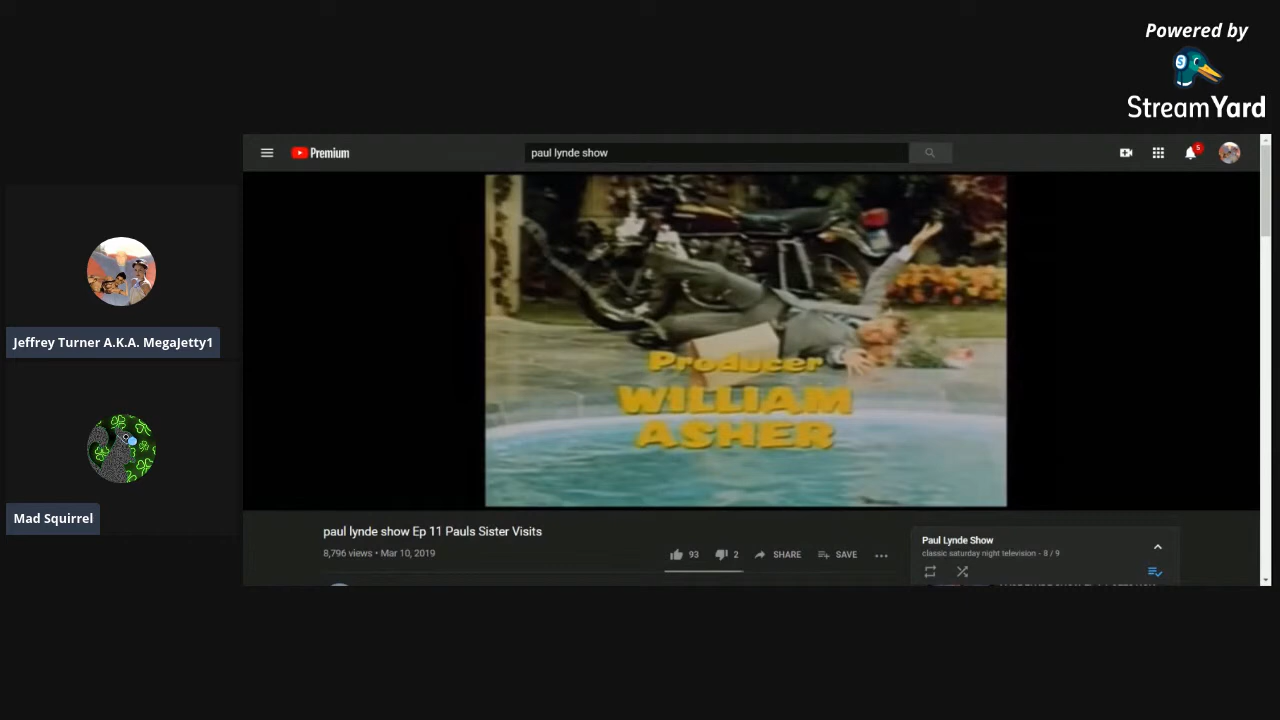 Powered by
StreamYard
Premium
paul lynde show
5
Jeffrey Turner A.K.A. MegaJetty1
Mad Squirrel
Producer
WILLIAM
ASHER
paul lynde show Ep 11 Pauls Sister Visits
8,796 views • Mar 10, 2019
93
2
SHARE
SAVE
Paul Lynde Show
classic saturday night television - 8 / 9